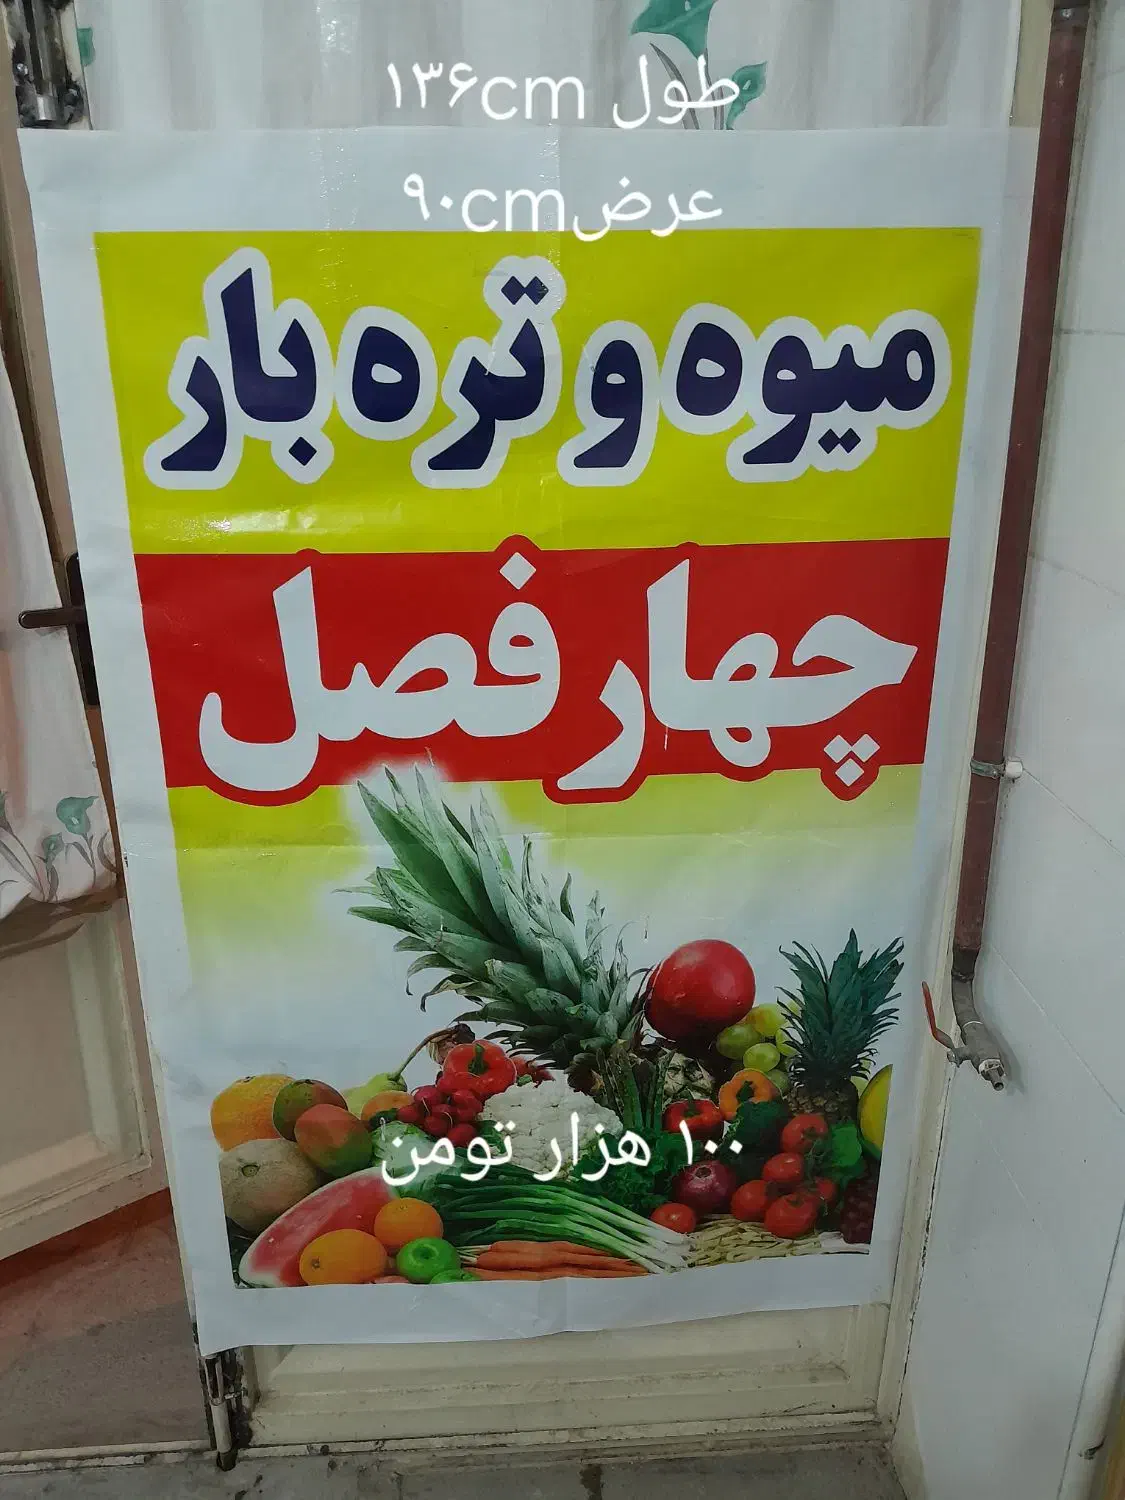 طول ۱۳۶cm
عرض۹۰cm
میوه و تره بار
چهار فصل
۱۰۰ هزار تومن